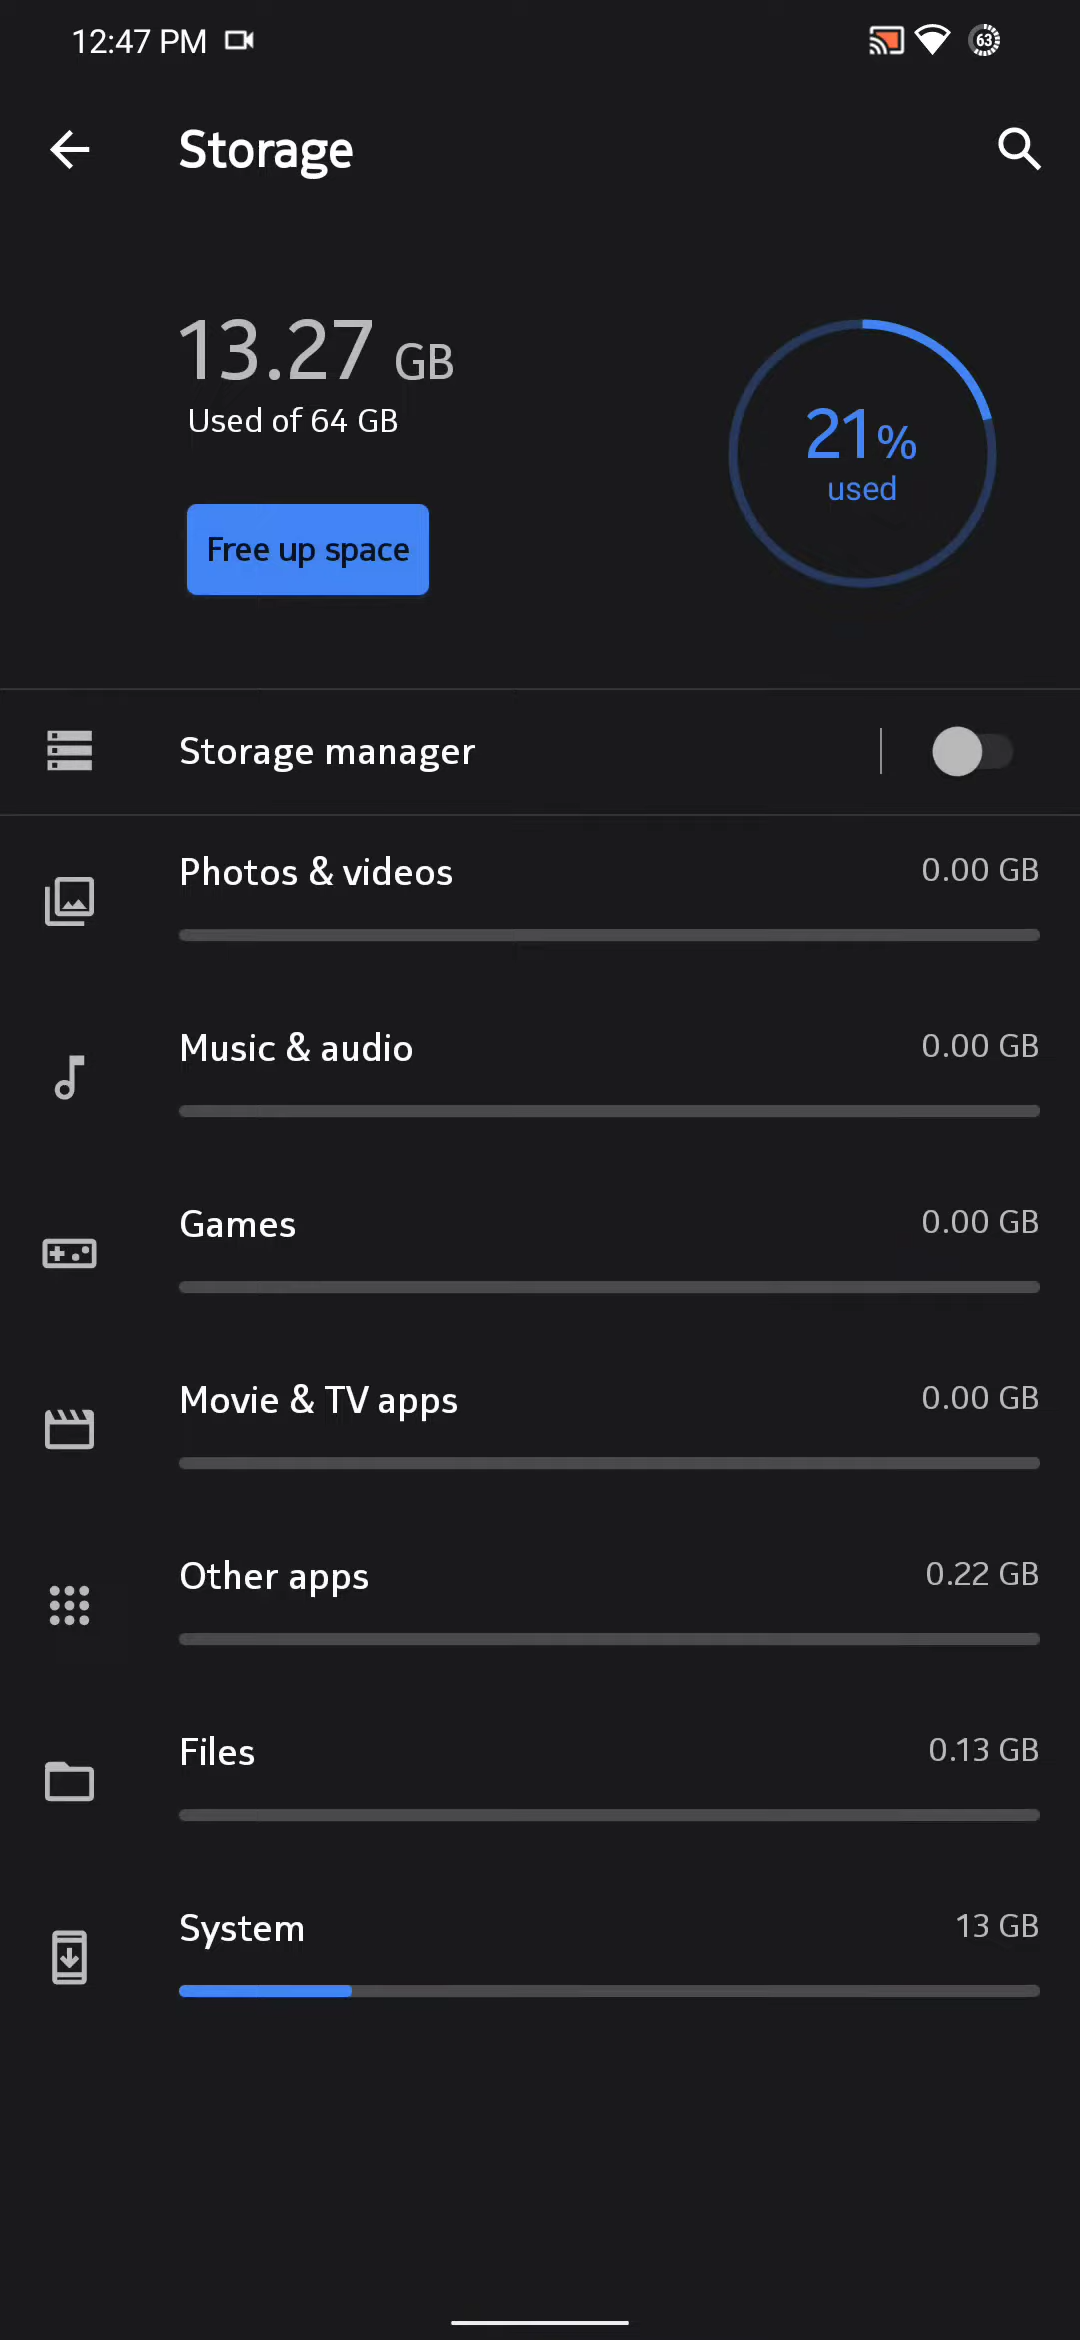 12:47 PM
63
Storage
13.27 GB
Used of 64 GB
21%
used
Free up space
Storage manager
Photos & videos 0.00 GB
Music & audio 0.00 GB
Games 0.00 GB
Movie & TV apps 0.00 GB
Other apps 0.22 GB
Files 0.13 GB
System 13 GB